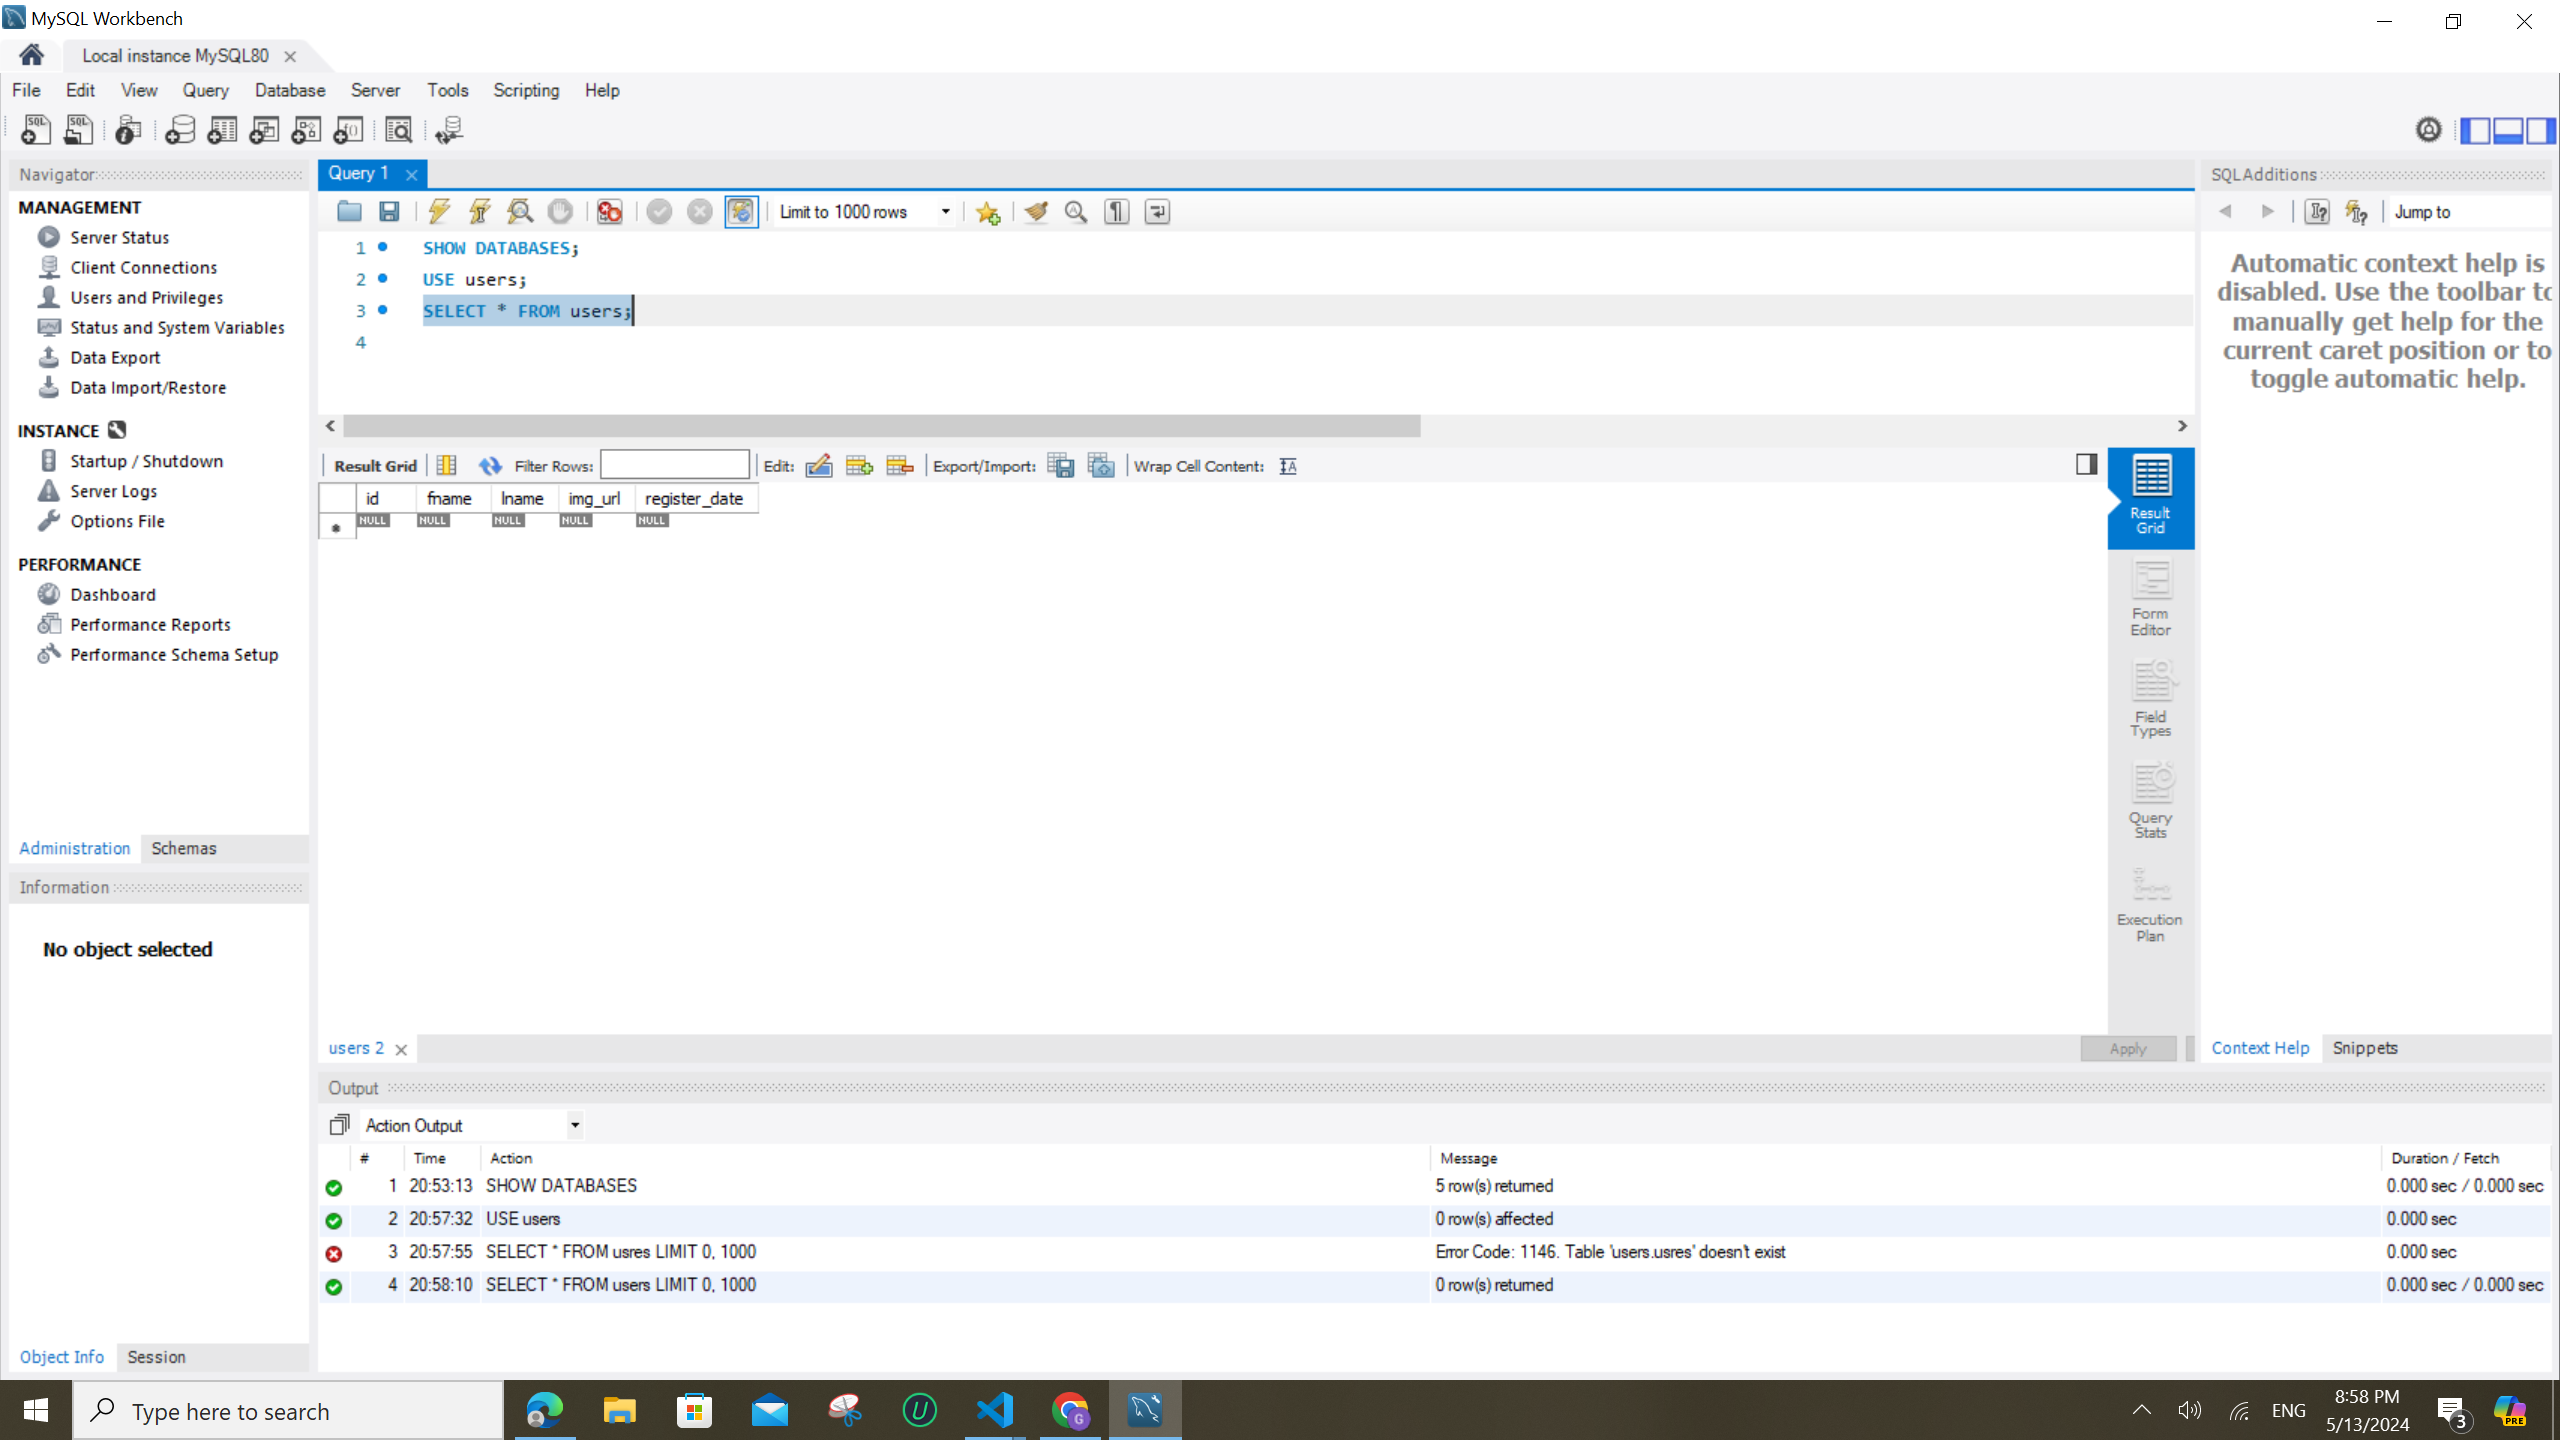 MySQL Workbench
Local instance MySQL80
File Edit View Query Database Server Tools Scripting Help
Navigator
MANAGEMENT
Server Status
Client Connections
Users and Privileges
Status and System Variables
Data Export
Data Import/Restore
INSTANCE
Startup / Shutdown
Server Logs
Options File
PERFORMANCE
Dashboard
Performance Reports
Performance Schema Setup
Administration Schemas
Information
No object selected
Object Info Session
Query 1
Limit to 1000 rows
1 SHOW DATABASES;
2 USE users;
3 SELECT * FROM users;
4
Result Grid Filter Rows: Edit: Export/Import: Wrap Cell Content:
id fname lname img_url register_date
* NULL NULL NULL NULL NULL
Result
Grid
Form
Editor
Field
Types
Query
Stats
Execution
Plan
users 2
Apply
SQLAdditions
Jump to
Automatic context help is
disabled. Use the toolbar to
manually get help for the
current caret position or to
toggle automatic help.
Context Help Snippets
Output
Action Output
# Time Action Message Duration / Fetch
1 20:53:13 SHOW DATABASES 5 row(s) returned 0.000 sec / 0.000 sec
2 20:57:32 USE users 0 row(s) affected 0.000 sec
3 20:57:55 SELECT * FROM usres LIMIT 0, 1000 Error Code: 1146. Table 'users.usres' doesn't exist 0.000 sec
4 20:58:10 SELECT * FROM users LIMIT 0, 1000 0 row(s) returned 0.000 sec / 0.000 sec
Type here to search
ENG
8:58 PM
5/13/2024
3
PRE